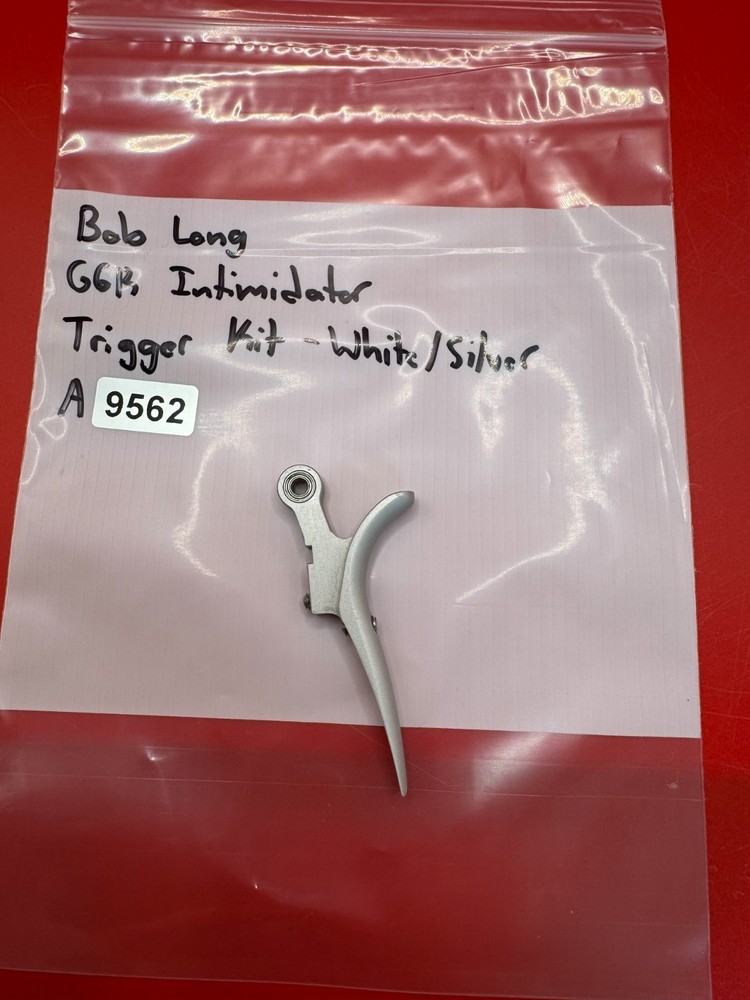 Bob Long
G6R Intimidator
Trigger Kit - White/Silver
A 9562